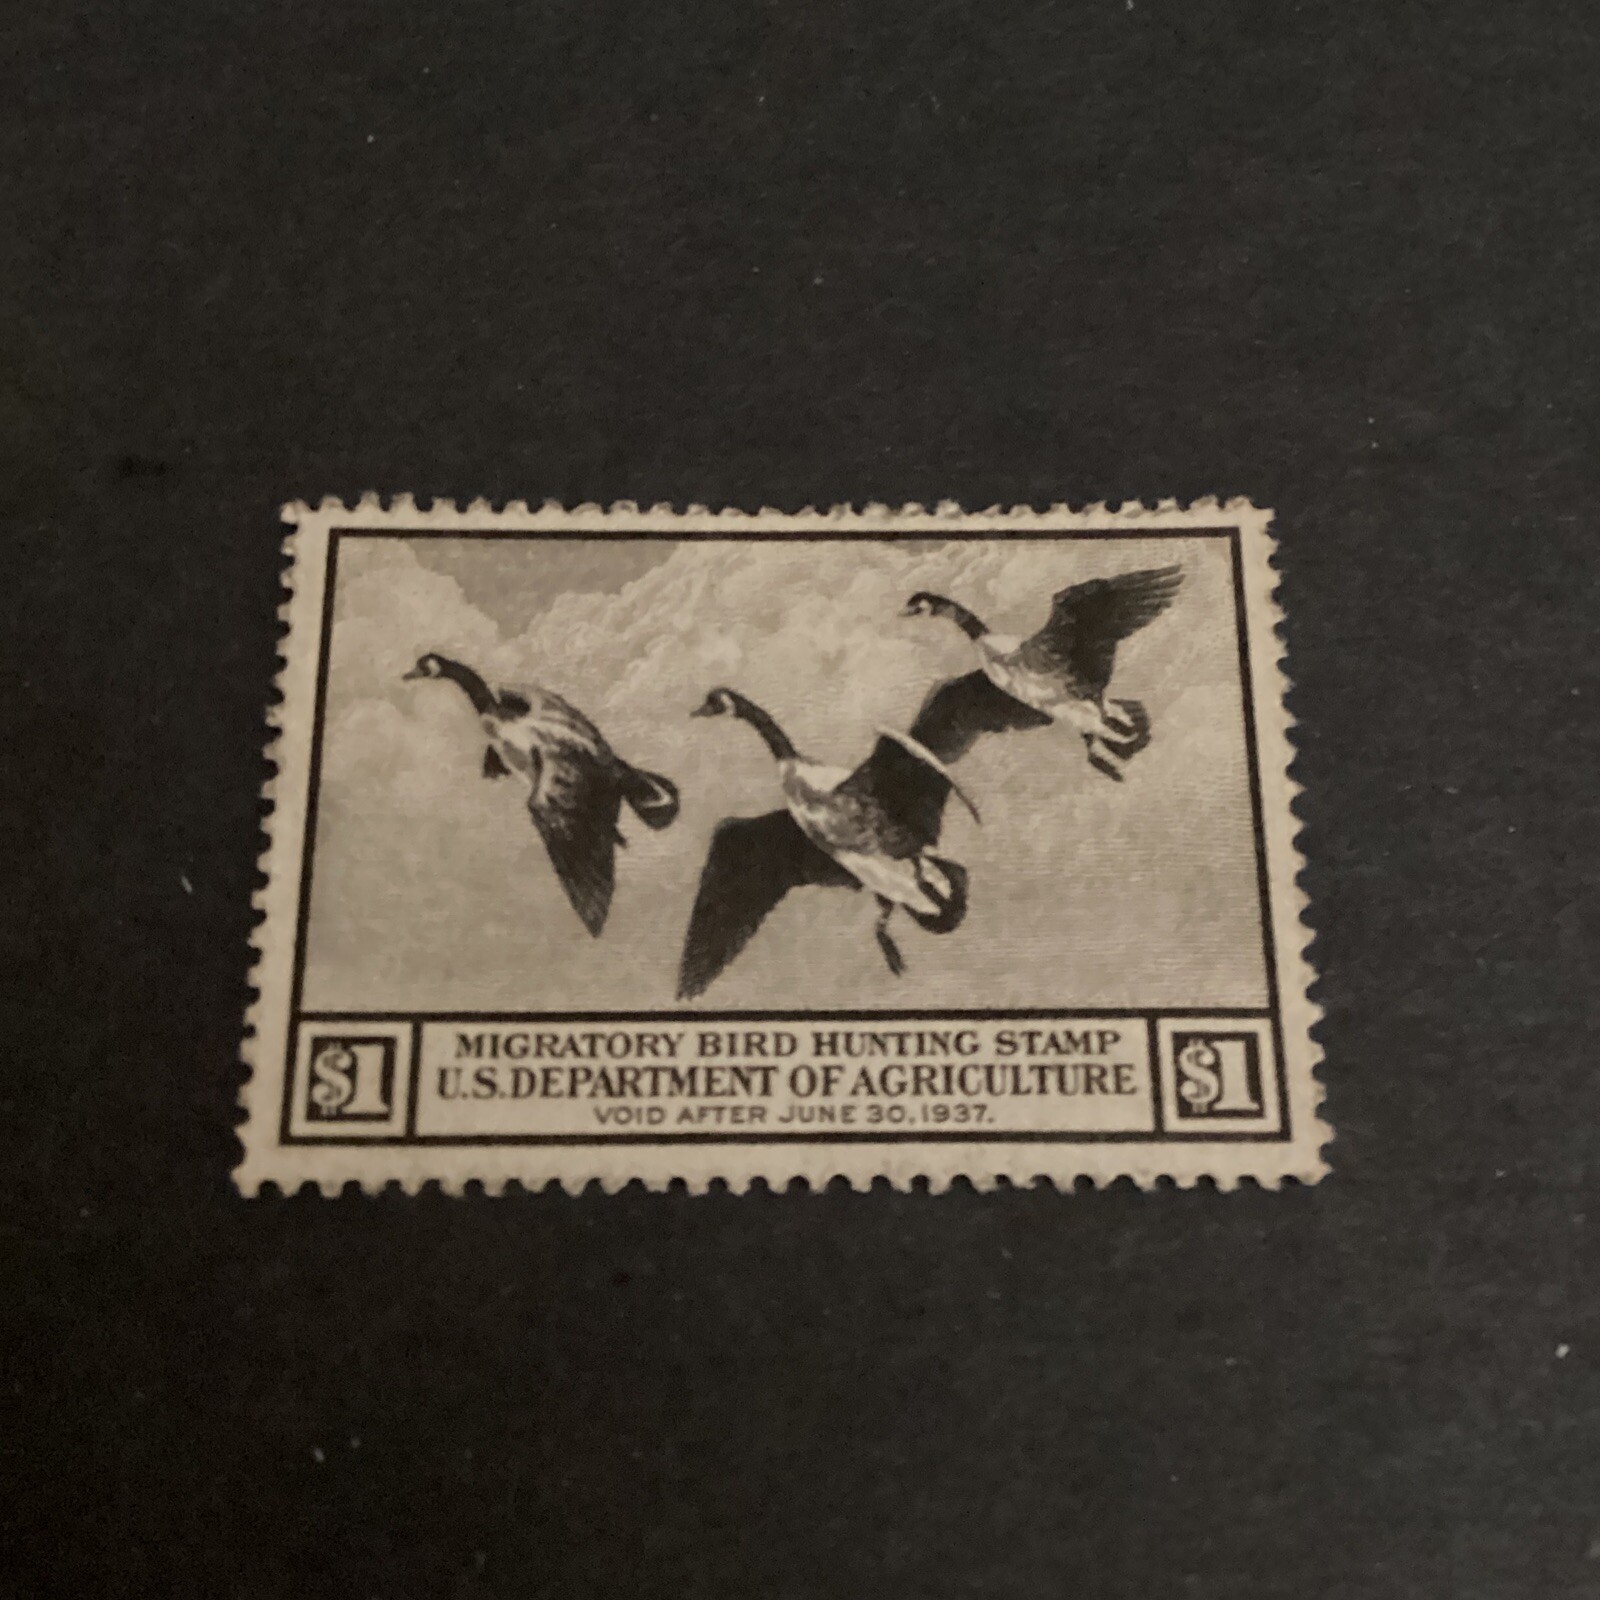 MIGRATORY BIRD HUNTING STAMP
$1 U.S. DEPARTMENT OF AGRICULTURE $1
VOID AFTER JUNE 30, 1937.